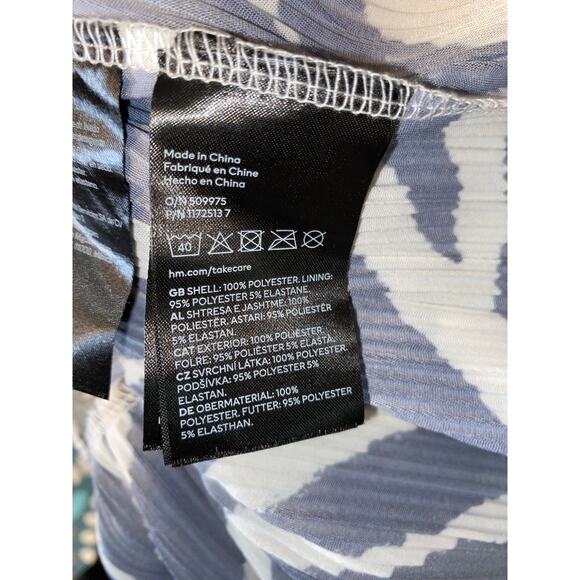 Made in China
Fabriqué en Chine
Hecho en China
O/N 509975
P/N 1172513 7
40
hm.com/takecare
GB SHELL: 100% POLYESTER. LINING:
95% POLYESTER 5% ELASTANE
AL SHTRESA E JASHTME: 100%
POLIESTËR, ASTARI: 95% POLIESTËR
5% ELASTAN.
CAT EXTERIOR: 100% POLIÈSTER
FOLRE: 95% POLIÈSTER 5% ELASTÀ.
CZ SVRCHNÍ LÁTKA: 100% POLYESTER,
PODŠÍVKA: 95% POLYESTER 5%
ELASTAN.
DE OBERMATERIAL: 100%
POLYESTER, FUTTER: 95% POLYESTER
5% ELASTHAN.